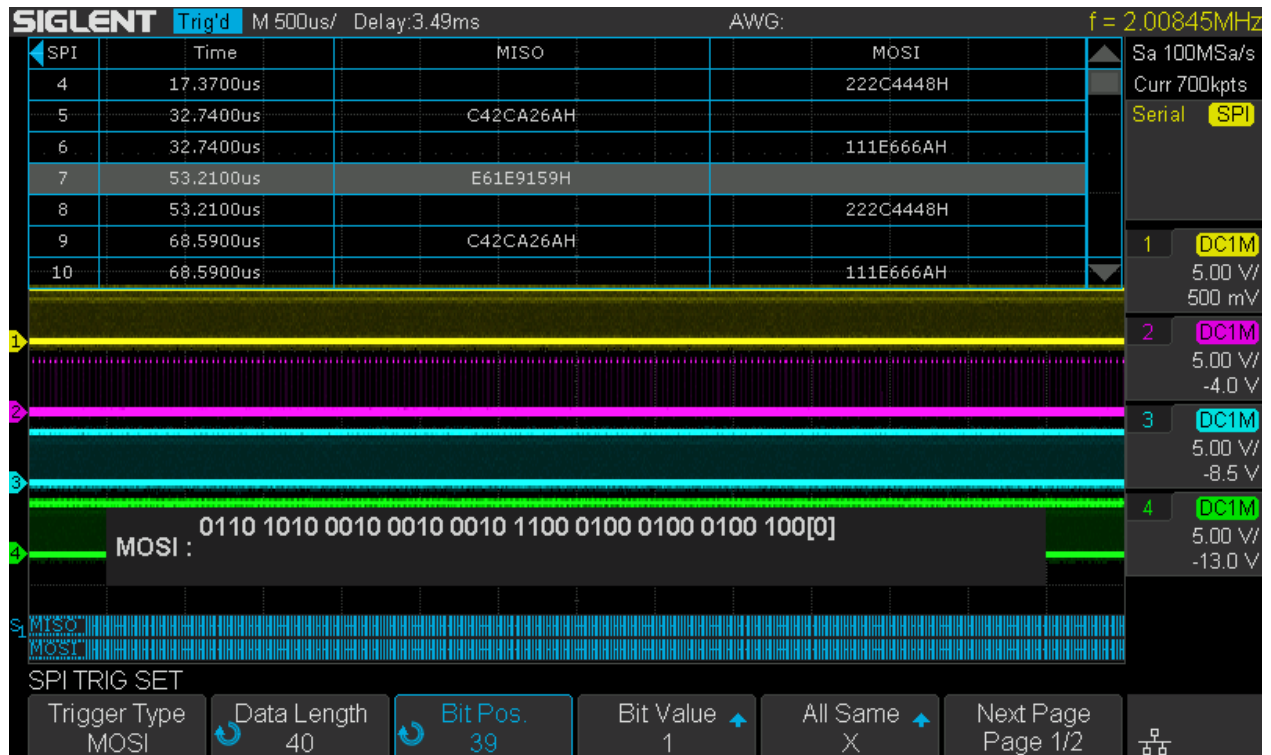 SIGLENT Trig'd M 500us/ Delay:3.49ms AWG: f = 2.00845MHz
SPI Time MISO MOSI Sa 100MSa/s
4 17.3700us 222C4448H Curr 700kpts
5 32.7400us C42CA26AH Serial SPI
6 32.7400us 111E666AH
7 53.2100us E61E9159H
8 53.2100us 222C4448H
9 68.5900us C42CA26AH 1 DC1M
10 68.5900us 111E666AH 5.00 V/
500 mV
1 2 DC1M
5.00 V/
-4.0 V
2 3 DC1M
5.00 V/
3 -8.5 V
4 DC1M
0110 1010 0010 0010 0010 1100 0100 0100 0100 100[0] 5.00 V/
4 MOSI : -13.0 V
S1 MISO
MOSI
SPI TRIG SET
Trigger Type Data Length Bit Pos. Bit Value All Same Next Page
MOSI 40 39 1 X Page 1/2